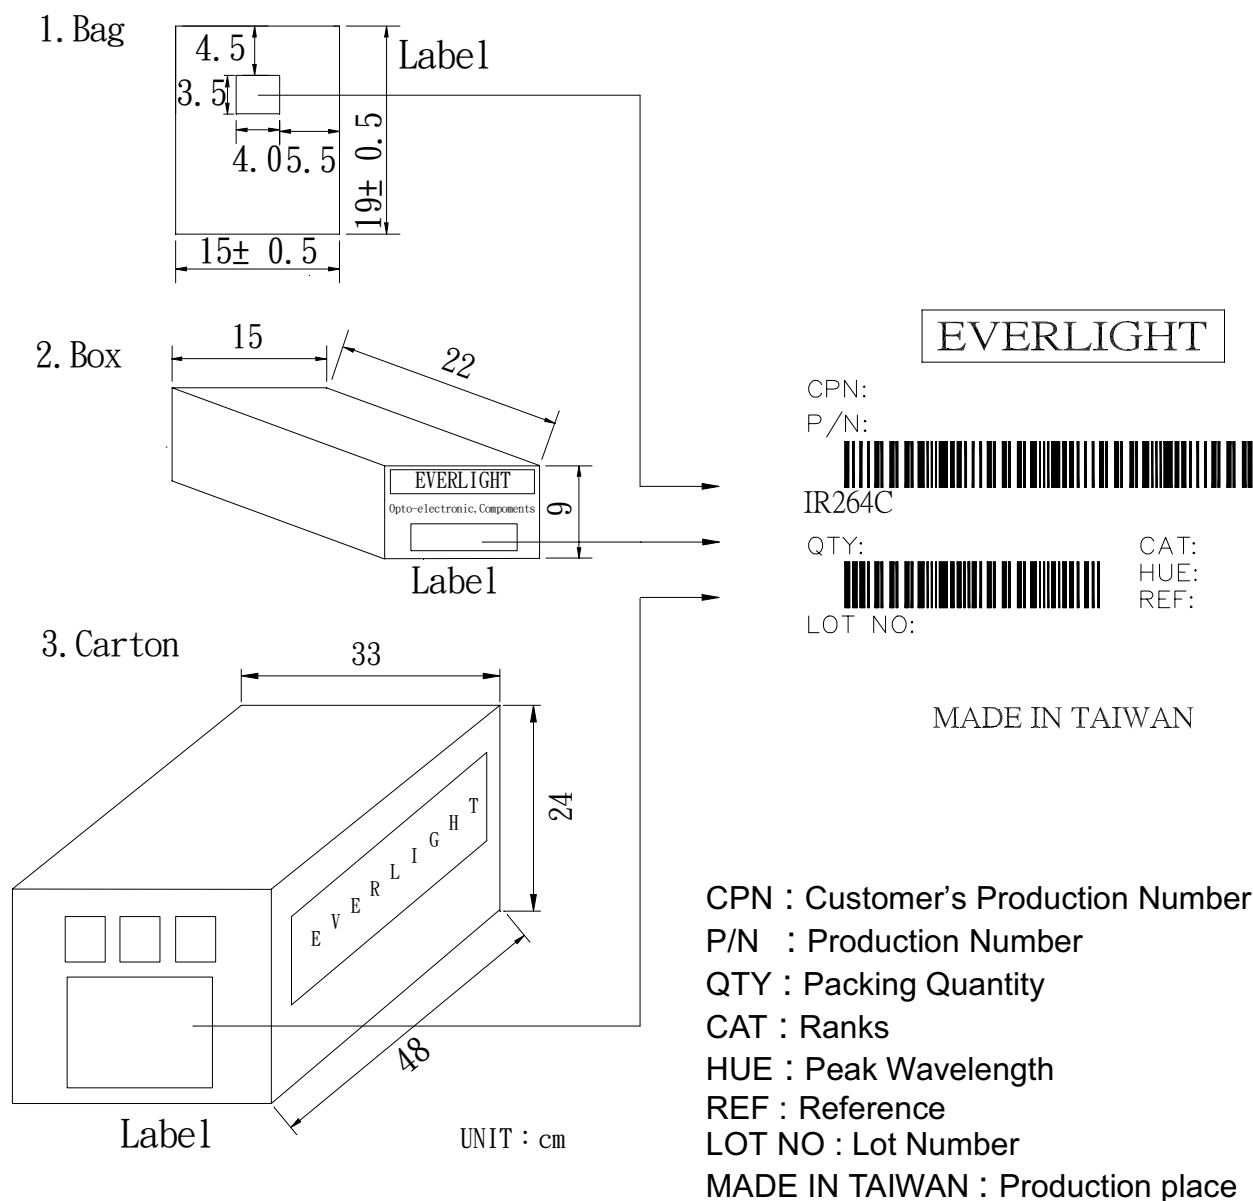 1. Bag
Label
4.5
3.5
4.0
5.5
19± 0.5
15± 0.5
2. Box
15
22
9
EVERLIGHT
Opto-electronic,Compoments
Label
3. Carton
33
24
48
EVERLIGHT
Label
UNIT：cm
EVERLIGHT
CPN:
P/N:
IR264C
QTY:
CAT:
HUE:
REF:
LOT NO:
MADE IN TAIWAN
CPN：Customer's Production Number
P/N ：Production Number
QTY：Packing Quantity
CAT：Ranks
HUE：Peak Wavelength
REF : Reference
LOT NO : Lot Number
MADE IN TAIWAN：Production place